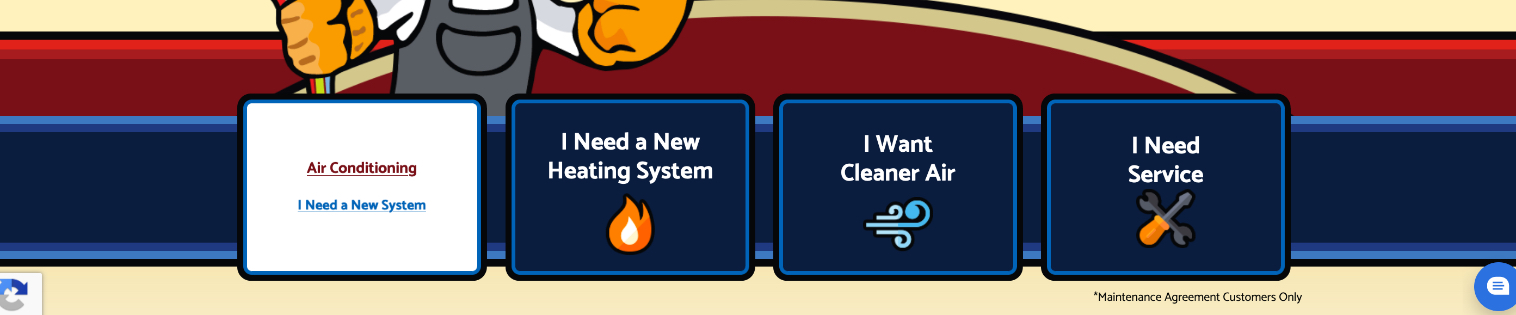 Air Conditioning
I Need a New System
I Need a New
Heating System
I Want
Cleaner Air
I Need
Service
*Maintenance Agreement Customers Only